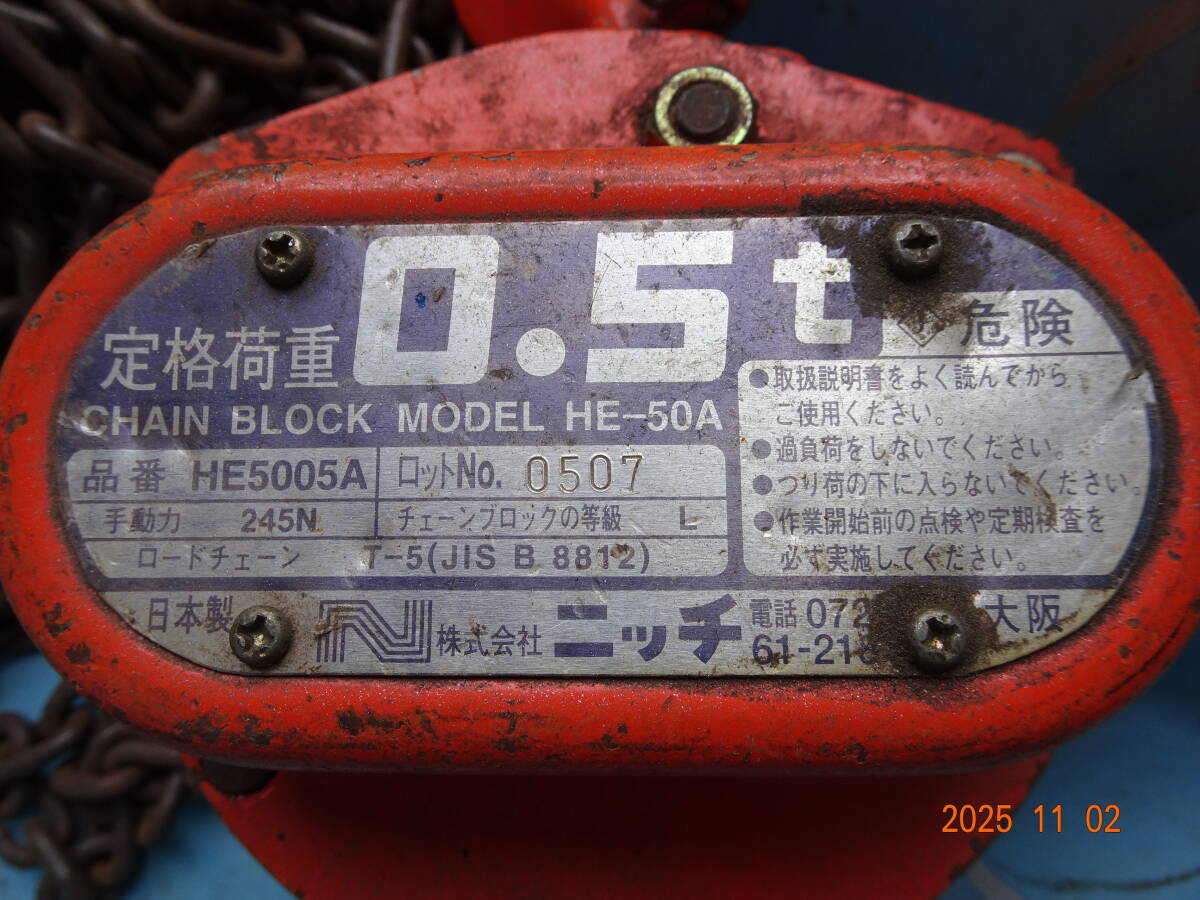 定格荷重 0.5t
CHAIN BLOCK MODEL HE-50A
品番 HE5005A
ロットNo. 0507
手動力 245N
チェーンブロックの等級 L
ロードチェーン T-5(JIS B 8812)
危険
●取扱説明書をよく読んでから
ご使用ください。
●過負荷をしないでください。
●つり荷の下に入らないでください。
●作業開始前の点検や定期検査を
必ず実施してください。
日本製
株式会社 ニッチ
電話 072
61-21
大阪
2025 11 02